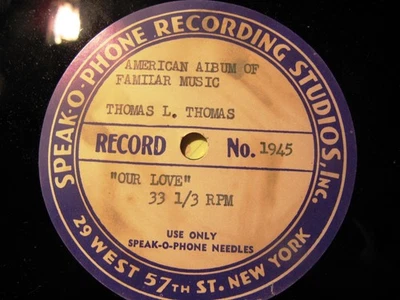 SPEAK-O-PHONE RECORDING STUDIOS, Inc.
AMERICAN ALBUM OF
FAMILAR MUSIC
THOMAS L. THOMAS
RECORD No. 1945
"OUR LOVE"
33 1/3 RPM
USE ONLY
SPEAK-O-PHONE NEEDLES
29 WEST 57TH ST. NEW YORK